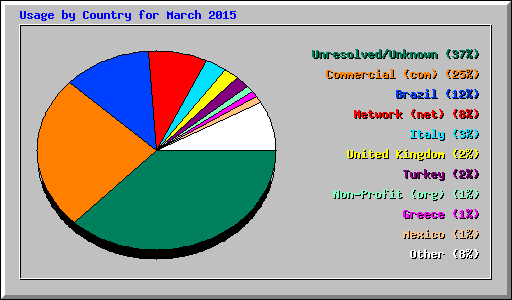 Usage by Country for March 2015
Unresolved/Unknown (37%)
Commercial (com) (25%)
Brazil (12%)
Network (net) (8%)
Italy (3%)
United Kingdom (2%)
Turkey (2%)
Non-Profit (org) (1%)
Greece (1%)
Mexico (1%)
Other (8%)